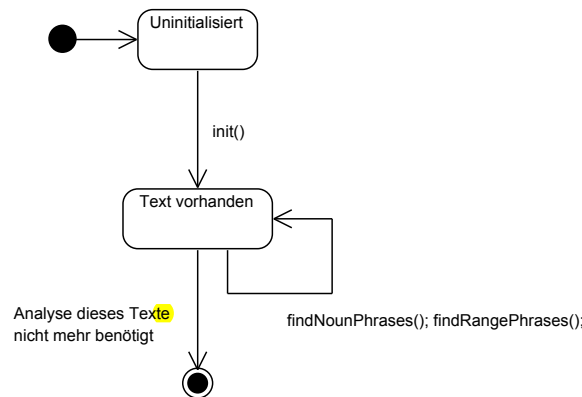 Uninitialisiert
init()
Text vorhanden
Analyse dieses Texte
nicht mehr benötigt
findNounPhrases(); findRangePhrases();